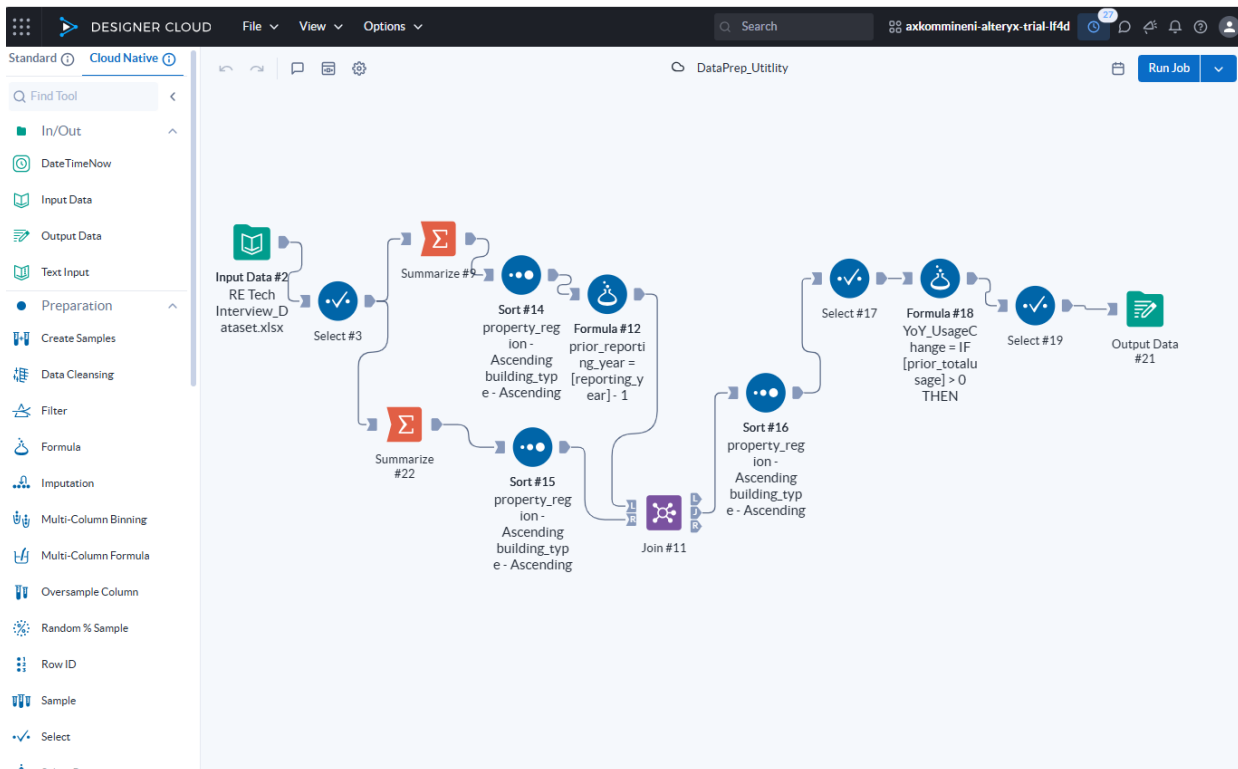 DESIGNER CLOUD
File
View
Options
Search
axkommineni-alteryx-trial-lf4d
27
Standard
Cloud Native
DataPrep_Utitlity
Run Job
Find Tool
In/Out
DateTimeNow
Input Data
Output Data
Text Input
Preparation
Create Samples
Data Cleansing
Filter
Formula
Imputation
Multi-Column Binning
Multi-Column Formula
Oversample Column
Random % Sample
Row ID
Sample
Select
Input Data #2
RE Tech
Interview_D
ataset.xlsx
Select #3
Summarize #9
Sort #14
property_reg
ion -
Ascending
building_typ
e - Ascending
Formula #12
prior_reporti
ng_year =
[reporting_y
ear] - 1
Summarize
#22
Sort #15
property_reg
ion -
Ascending
building_typ
e - Ascending
L
R
L
J
R
Join #11
Sort #16
property_reg
ion -
Ascending
building_typ
e - Ascending
Select #17
Formula #18
YoY_UsageC
hange = IF
[prior_totalu
sage] > 0
THEN
Select #19
Output Data
#21